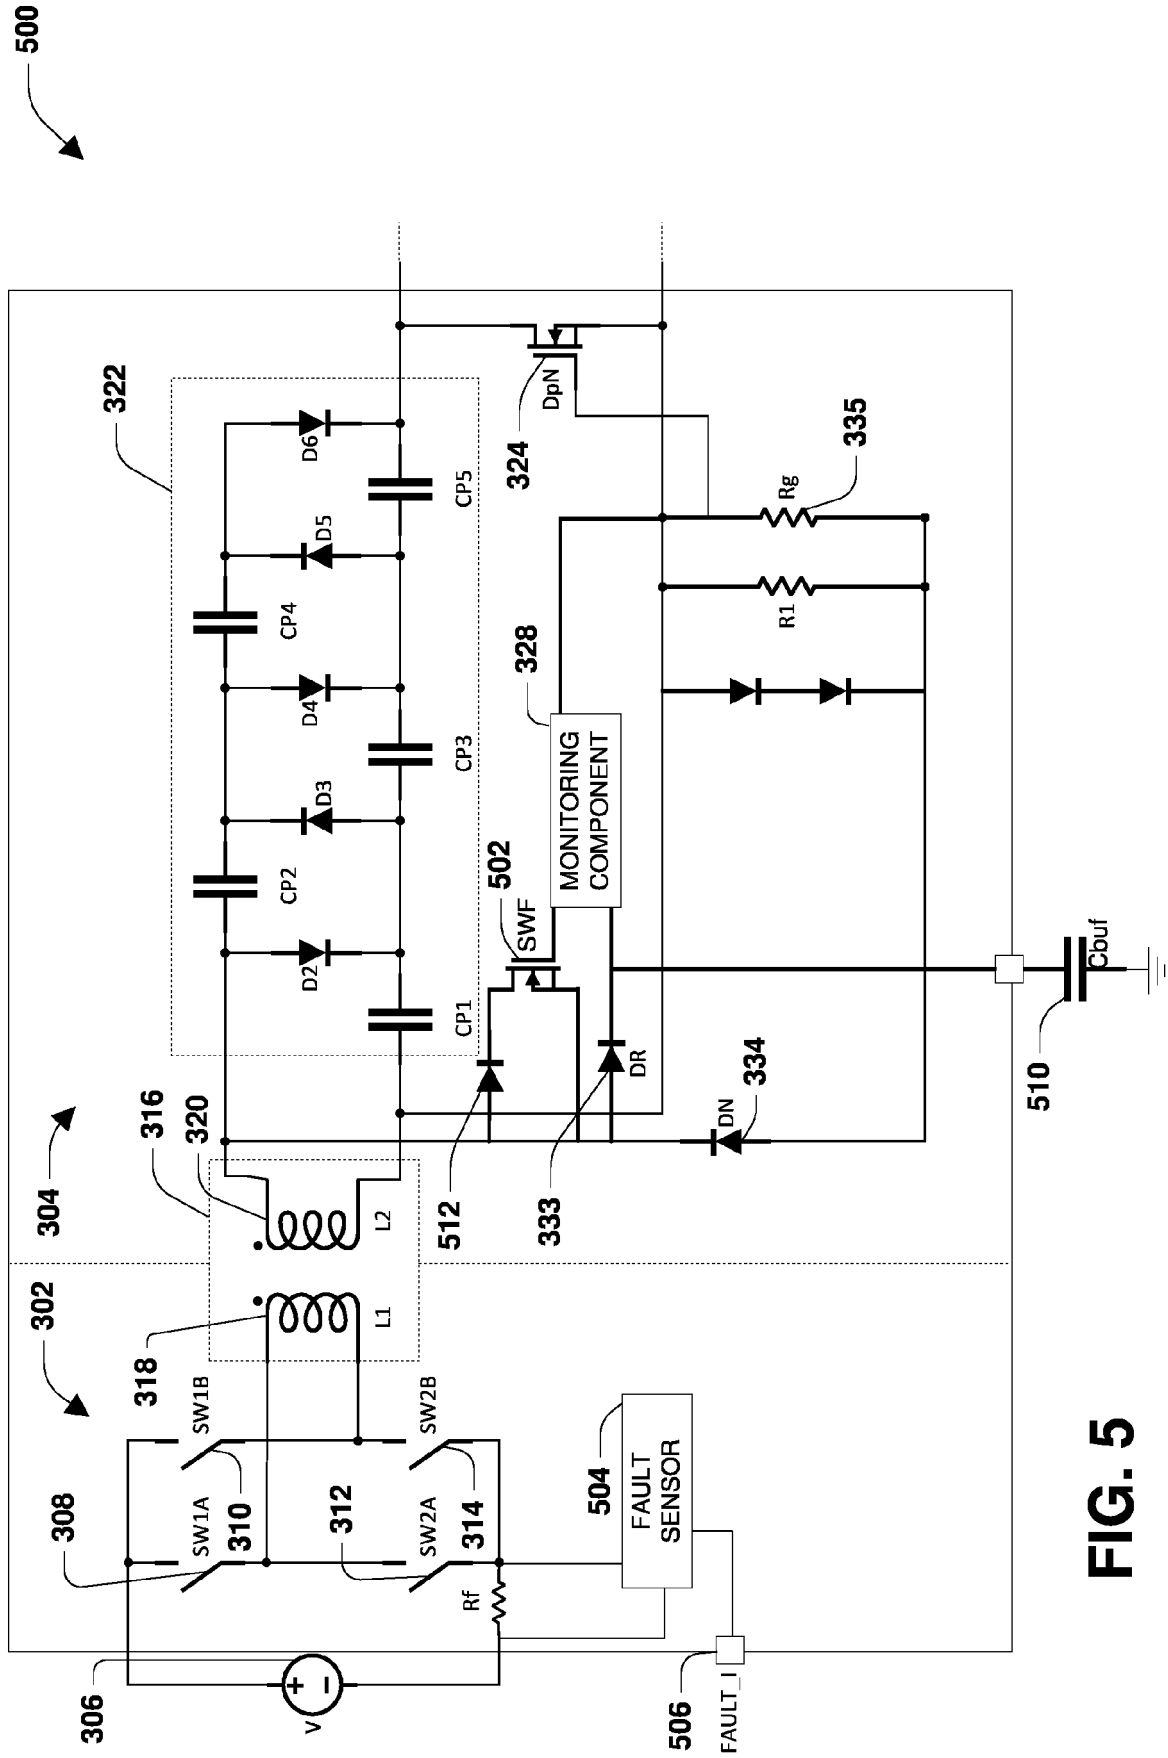 500
304
302
316
320
322
318
L1
L2
D2
D3
D4
D5
D6
CP1
CP2
CP3
CP4
CP5
308
SW1A
310
SW1B
312
SW2A
314
SW2B
306
V
+
−
Rf
504
FAULT
SENSOR
506
FAULT_I
512
333
DR
334
DN
502
SWF
328
MONITORING
COMPONENT
324
DpN
R1
Rg
335
510
Cbuf
FIG. 5